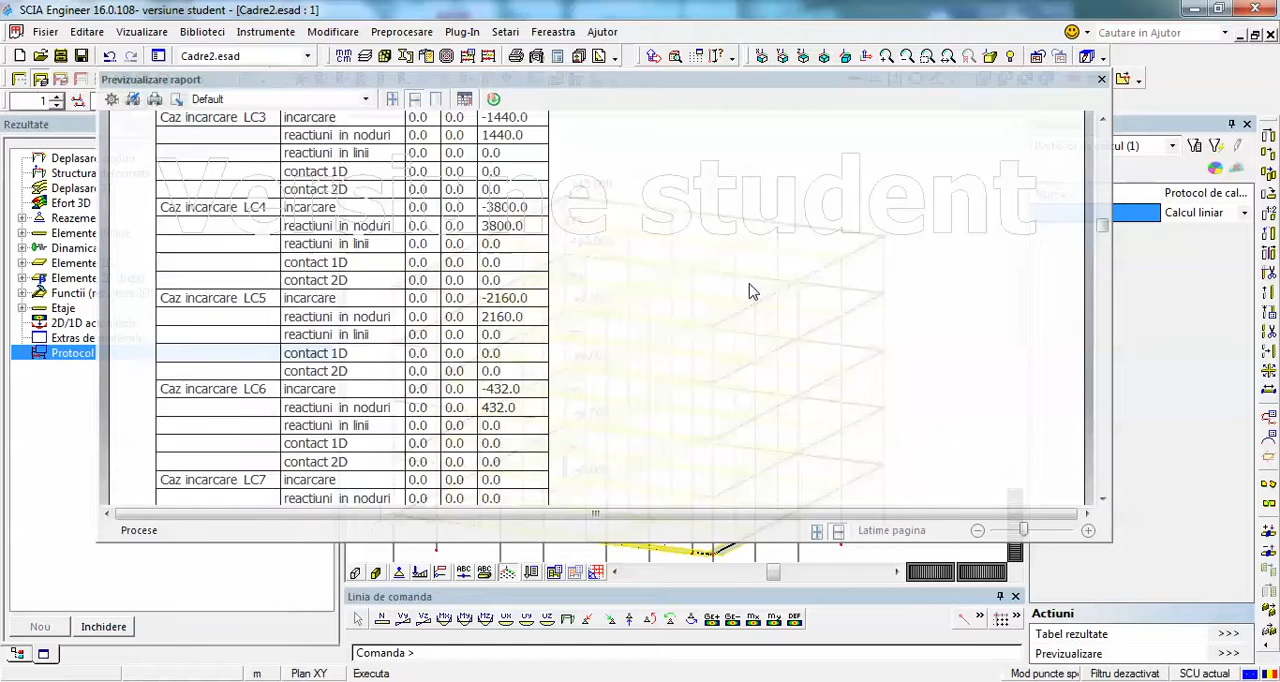 SCIA Engineer 16.0.108- versiune student - [Cadre2.esad : 1]
Fisier Editare Vizualizare Biblioteci Instrumente Modificare Preprocesare Plug-In Setari Fereastra Ajutor Cautare in Ajutor
Cadre2.esad
Previzualizare raport
1 Default
Rezultate
Caz incarcare LC3 incarcare 0.0 0.0 -1440.0
reactiuni in noduri 0.0 0.0 1440.0
reactiuni in linii 0.0 0.0 0.0
contact 1D 0.0 0.0 0.0
contact 2D 0.0 0.0 0.0
Caz incarcare LC4 incarcare 0.0 0.0 -3800.0
reactiuni in noduri 0.0 0.0 3800.0
reactiuni in linii 0.0 0.0 0.0
contact 1D 0.0 0.0 0.0
contact 2D 0.0 0.0 0.0
Caz incarcare LC5 incarcare 0.0 0.0 -2160.0
reactiuni in noduri 0.0 0.0 2160.0
reactiuni in linii 0.0 0.0 0.0
contact 1D 0.0 0.0 0.0
contact 2D 0.0 0.0 0.0
Caz incarcare LC6 incarcare 0.0 0.0 -432.0
reactiuni in noduri 0.0 0.0 432.0
reactiuni in linii 0.0 0.0 0.0
contact 1D 0.0 0.0 0.0
contact 2D 0.0 0.0 0.0
Caz incarcare LC7 incarcare 0.0 0.0 0.0
reactiuni in noduri 0.0 0.0 0.0
Versiune student
Structura
Efort 3D
Reazeme
Elemente
Dinamica
Elemente
Elemente
Functii
Etaje
2D/1D
Extras de
Protocol
calcul (1)
Protocol de cal...
Calcul liniar
Procese
Latime pagina
Nou Inchidere
Linia de comanda
Comanda >
Actiuni
Tabel rezultate >>>
Previzualizare >>>
m Plan XY Executa Mod puncte Filtru dezactivat SCU actual